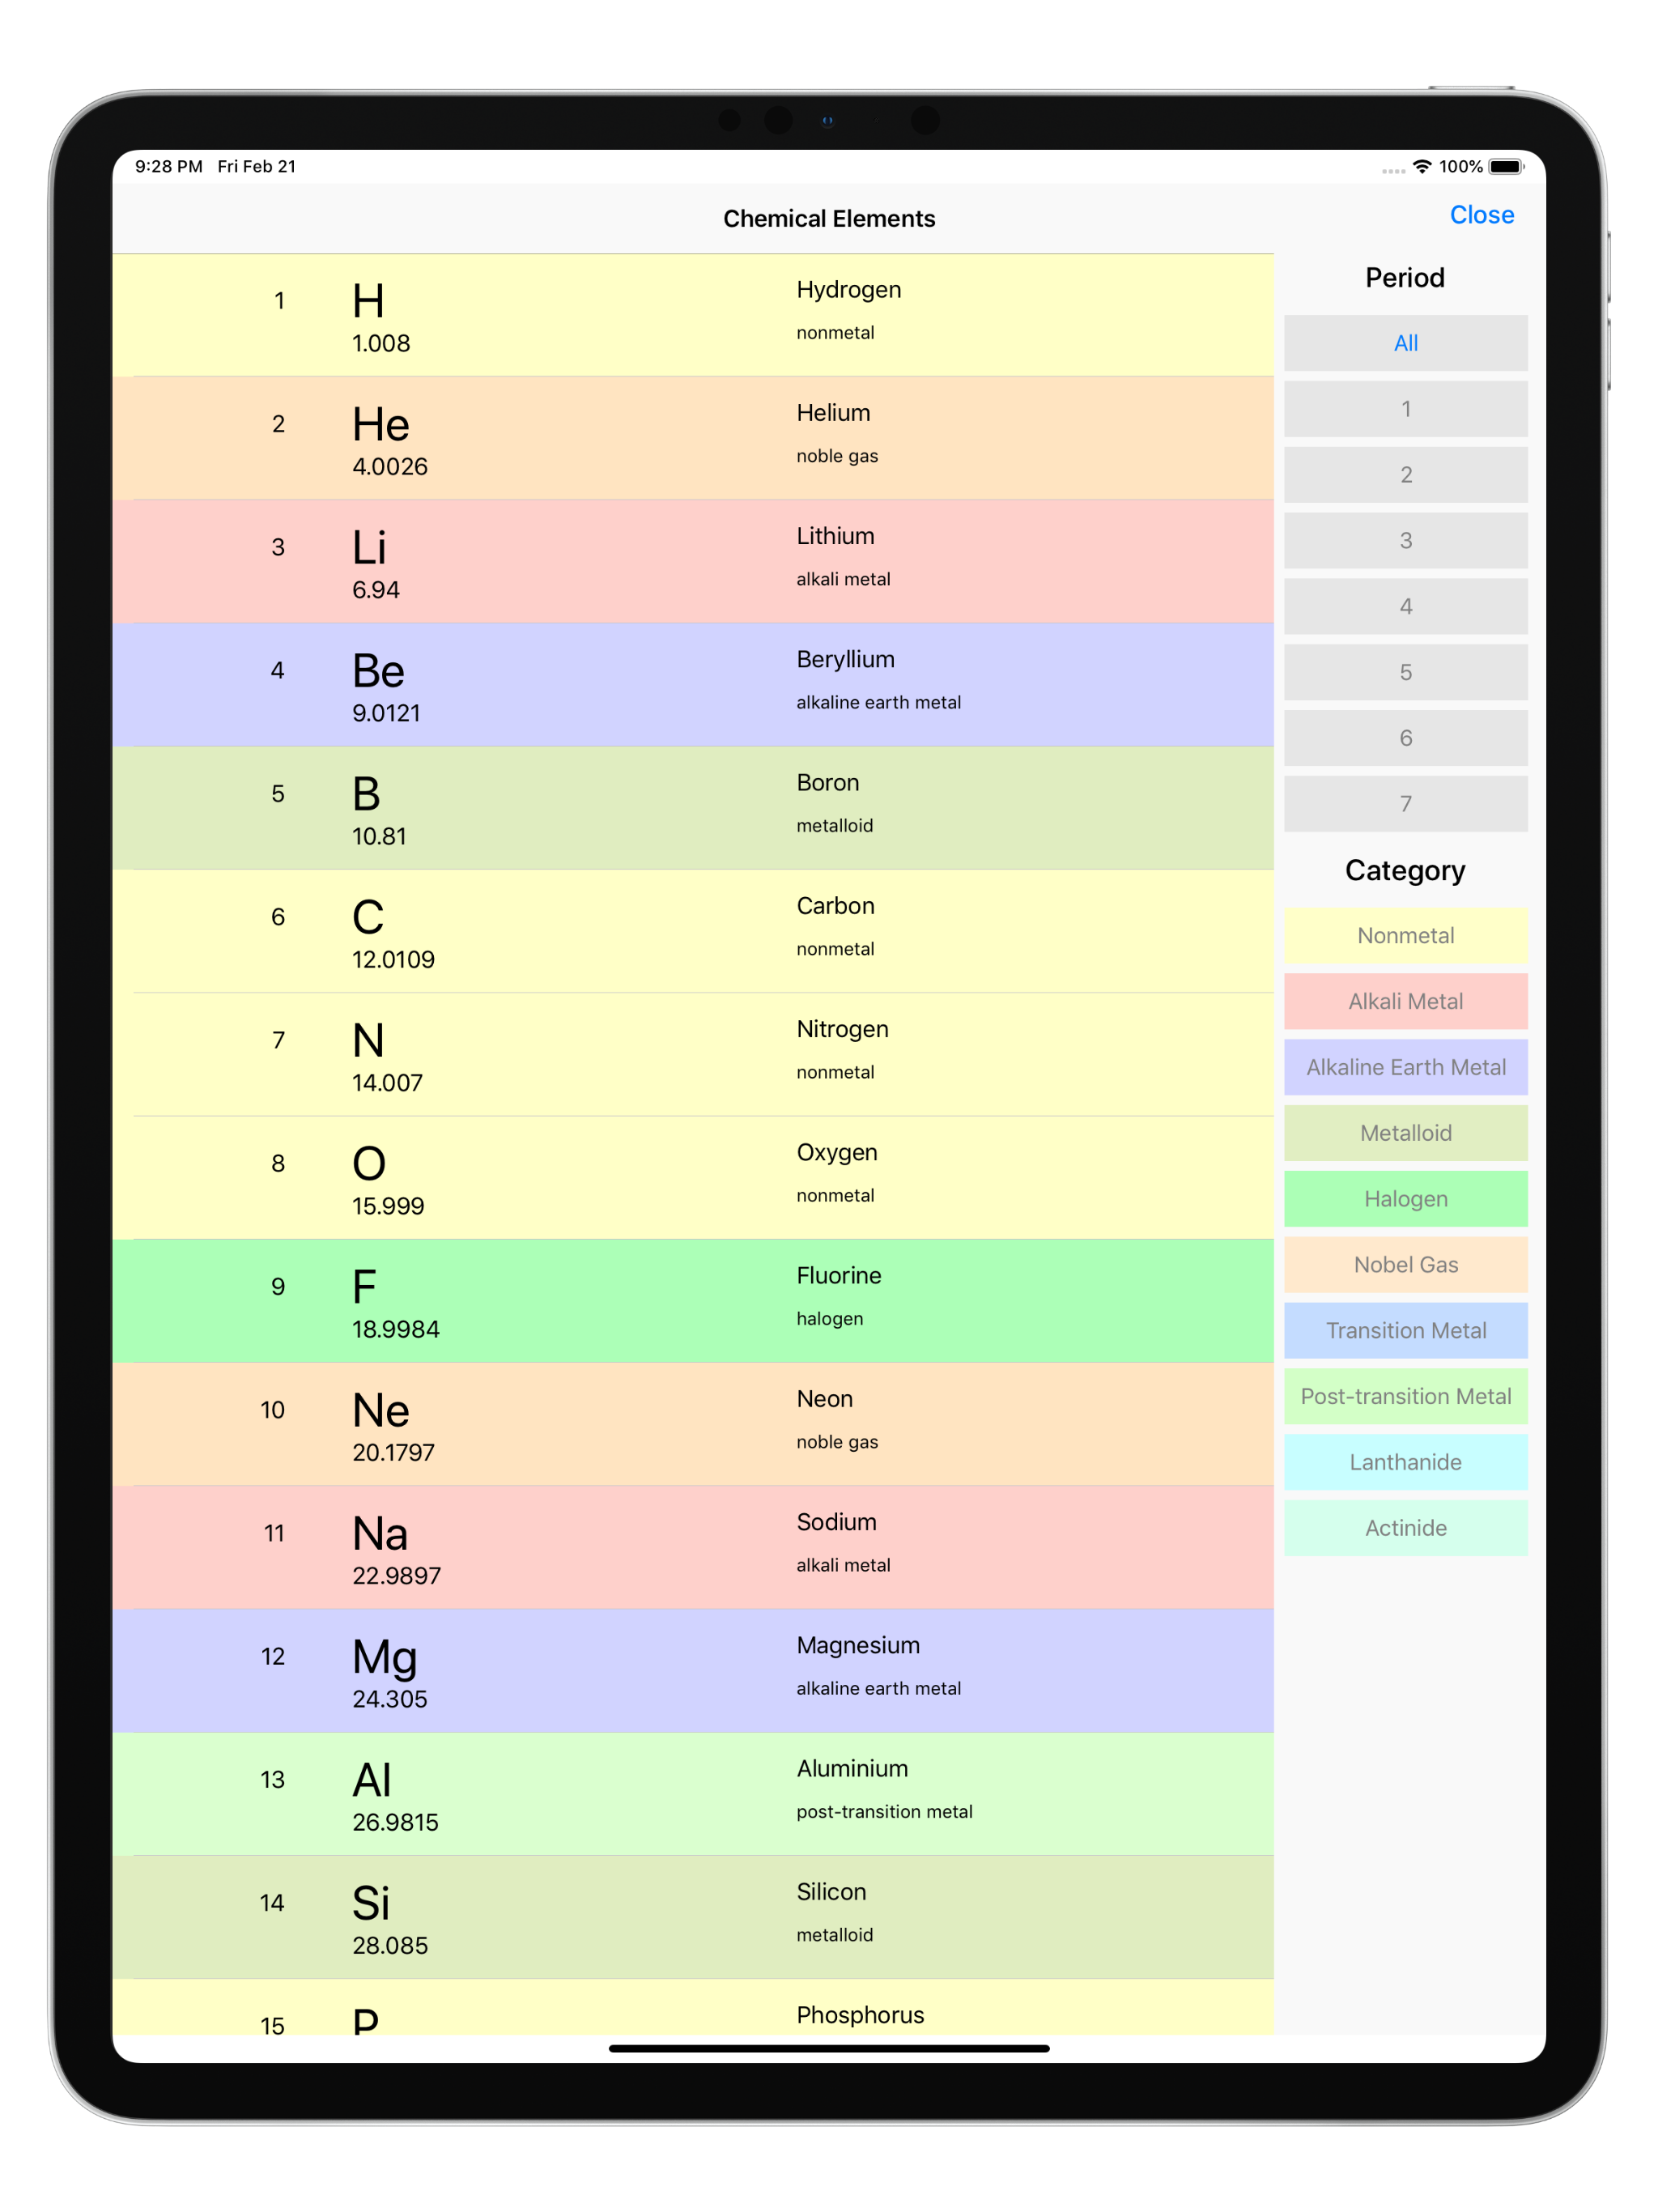 9:28 PM Fri Feb 21
100%
Chemical Elements
Close
1
H
1.008
Hydrogen
nonmetal
2
He
4.0026
Helium
noble gas
3
Li
6.94
Lithium
alkali metal
4
Be
9.0121
Beryllium
alkaline earth metal
5
B
10.81
Boron
metalloid
6
C
12.0109
Carbon
nonmetal
7
N
14.007
Nitrogen
nonmetal
8
O
15.999
Oxygen
nonmetal
9
F
18.9984
Fluorine
halogen
10
Ne
20.1797
Neon
noble gas
11
Na
22.9897
Sodium
alkali metal
12
Mg
24.305
Magnesium
alkaline earth metal
13
Al
26.9815
Aluminium
post-transition metal
14
Si
28.085
Silicon
metalloid
15
P
Phosphorus
Period
All
1
2
3
4
5
6
7
Category
Nonmetal
Alkali Metal
Alkaline Earth Metal
Metalloid
Halogen
Nobel Gas
Transition Metal
Post-transition Metal
Lanthanide
Actinide